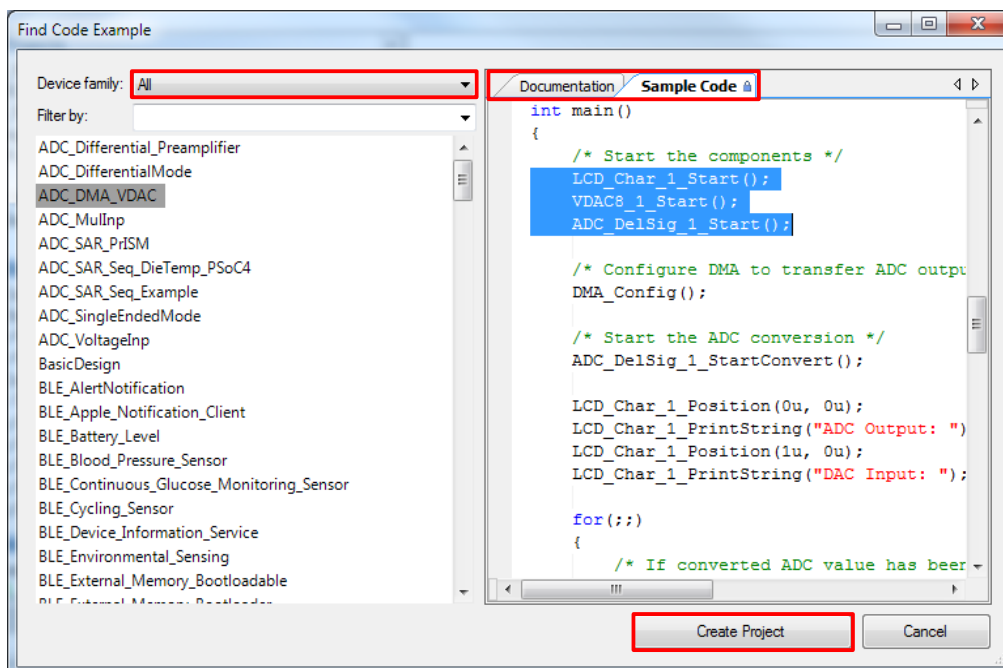 Find Code Example
Device family: All
Filter by:
ADC_Differential_Preamplifier
ADC_DifferentialMode
ADC_DMA_VDAC
ADC_MulInp
ADC_SAR_PrISM
ADC_SAR_Seq_DieTemp_PSoC4
ADC_SAR_Seq_Example
ADC_SingleEndedMode
ADC_VoltageInp
BasicDesign
BLE_AlertNotification
BLE_Apple_Notification_Client
BLE_Battery_Level
BLE_Blood_Pressure_Sensor
BLE_Continuous_Glucose_Monitoring_Sensor
BLE_Cycling_Sensor
BLE_Device_Information_Service
BLE_Environmental_Sensing
BLE_External_Memory_Bootloadable
BLE_External_Memory_Bootloader
Documentation Sample Code
int main()
{
/* Start the components */
LCD_Char_1_Start();
VDAC8_1_Start();
ADC_DelSig_1_Start();
/* Configure DMA to transfer ADC outpu
DMA_Config();
/* Start the ADC conversion */
ADC_DelSig_1_StartConvert();
LCD_Char_1_Position(0u, 0u);
LCD_Char_1_PrintString("ADC Output: ")
LCD_Char_1_Position(1u, 0u);
LCD_Char_1_PrintString("DAC Input: ");
for(;;)
{
/* If converted ADC value has been
Create Project
Cancel